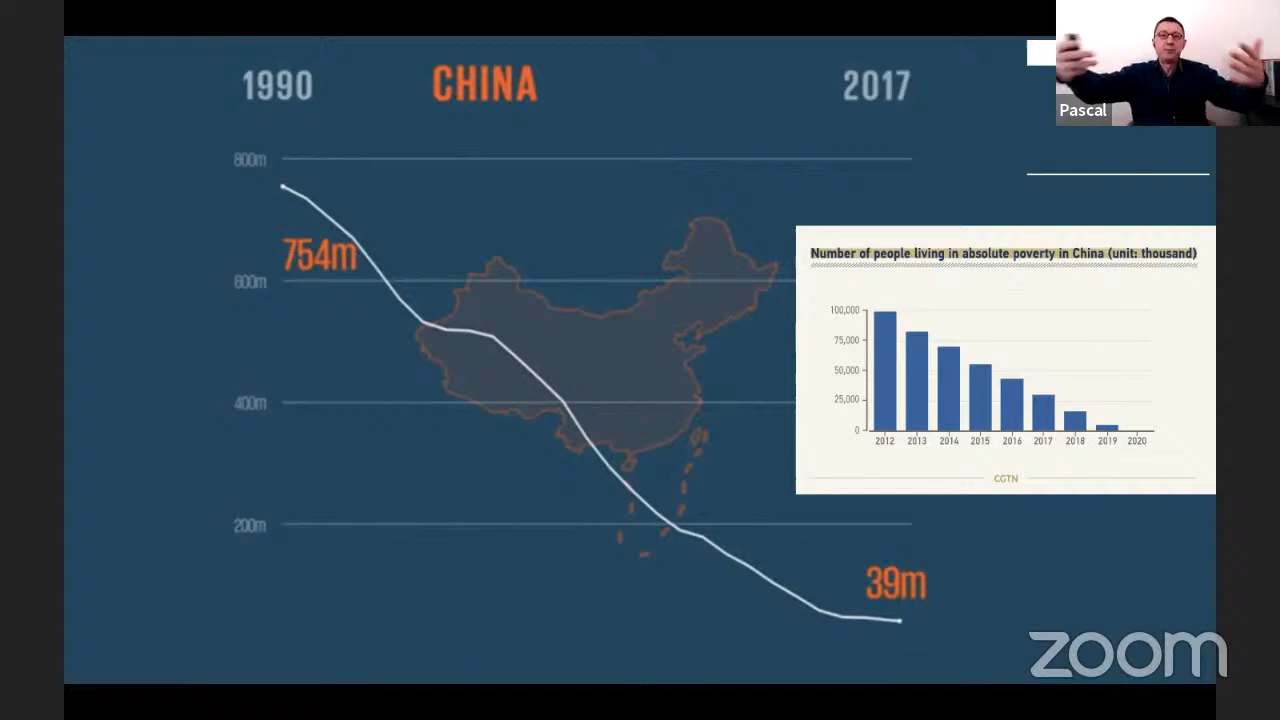 1990 CHINA 2017
Pascal
800m
754m
600m
400m
200m
39m
Number of people living in absolute poverty in China (unit: thousand)
100,000
75,000
50,000
25,000
0
2012 2013 2014 2015 2016 2017 2018 2019 2020
CGTN
zoom